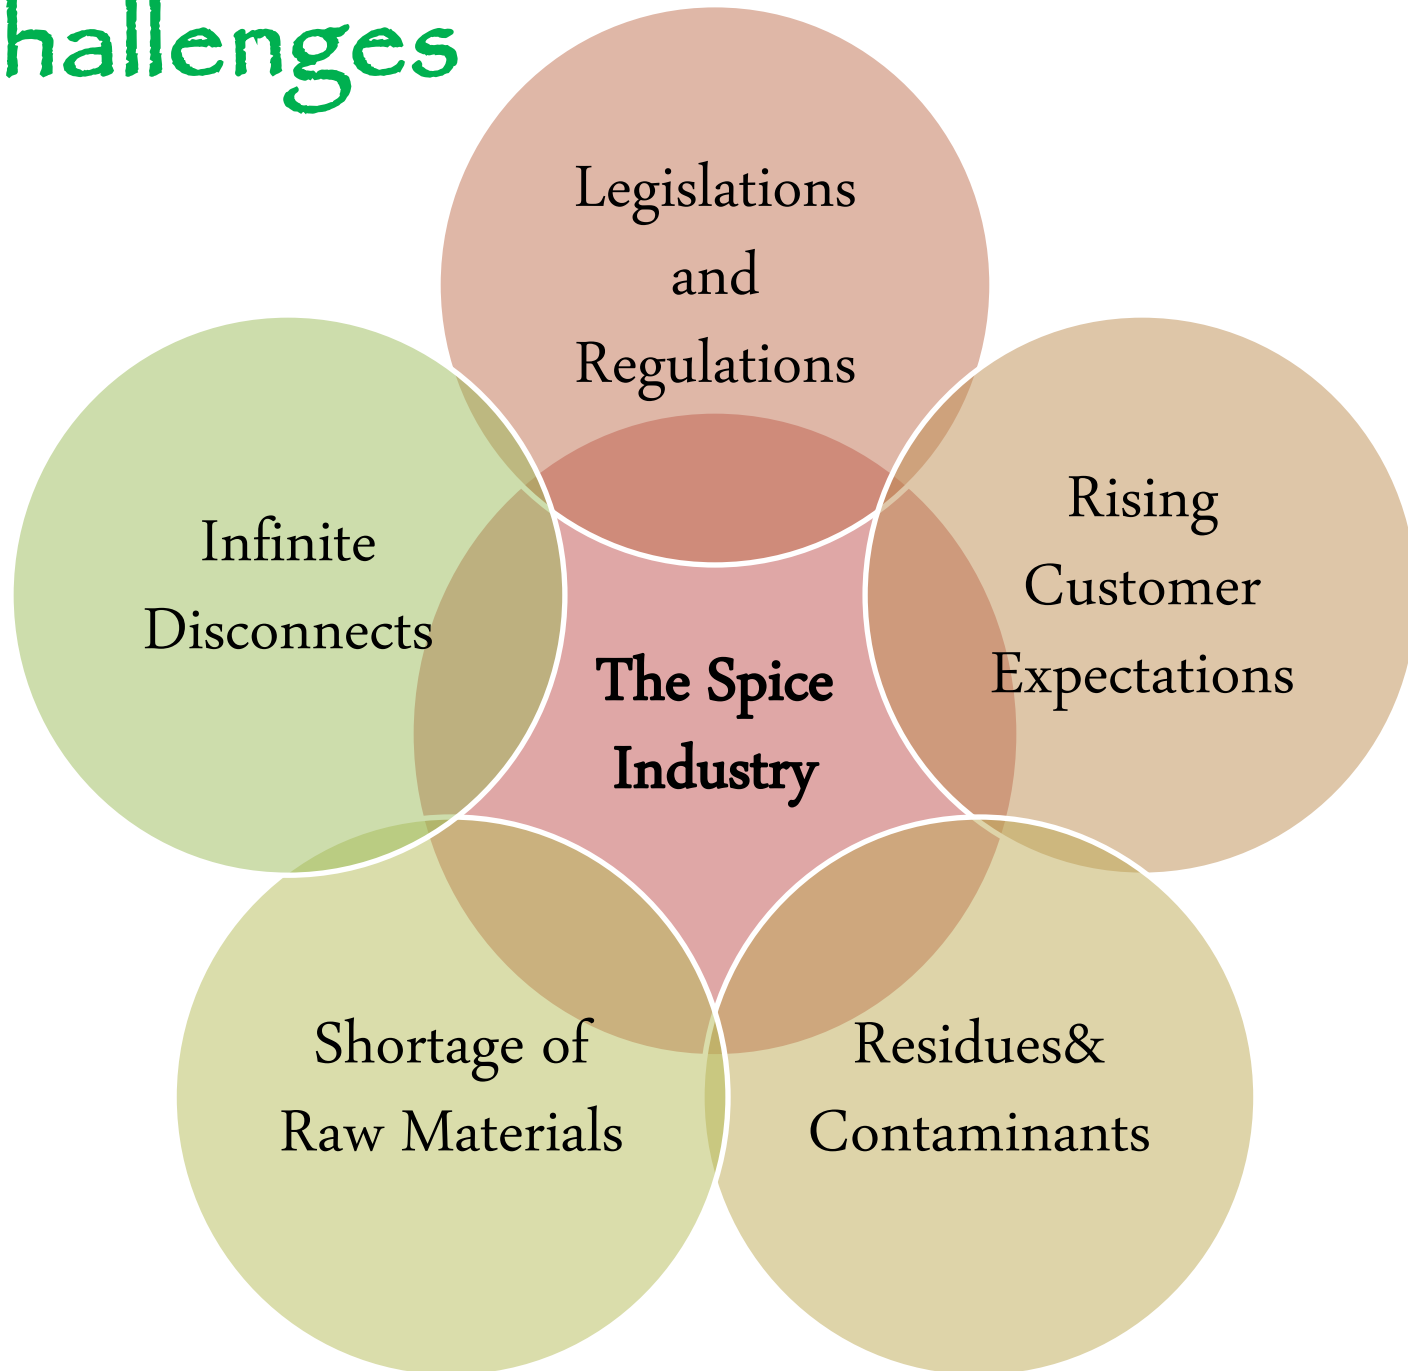 hallenges
Legislations
and
Regulations
Rising
Customer
Expectations
Residues&
Contaminants
Shortage of
Raw Materials
Infinite
Disconnects
The Spice
Industry